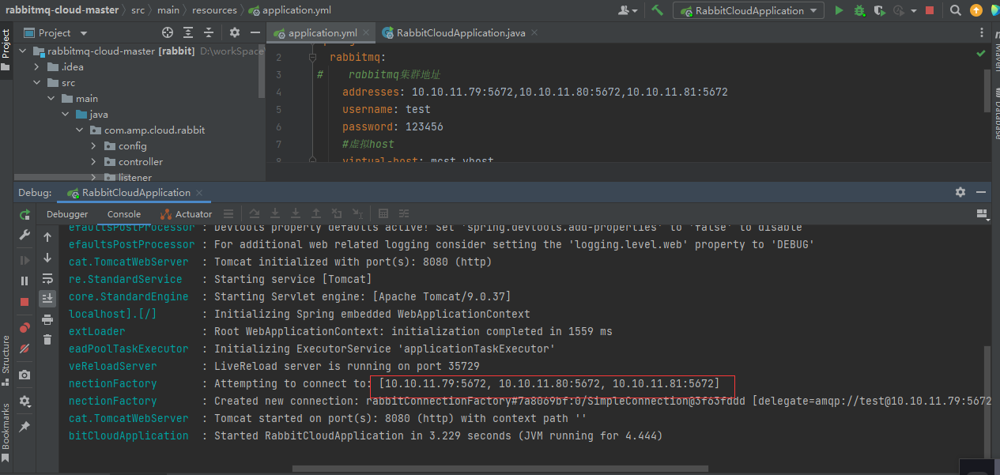 rabbitmq-cloud-master > src > main > resources > application.yml
RabbitCloudApplication
Project
application.yml
RabbitCloudApplication.java
rabbitmq-cloud-master [rabbit] D:\workSpace
.idea
src
main
java
com.amp.cloud.rabbit
config
controller
listener
2 rabbitmq:
3 # rabbitmq集群地址
4 addresses: 10.10.11.79:5672,10.10.11.80:5672,10.10.11.81:5672
5 username: test
6 password: 123456
7 #虚拟host
8 virtual-host: mcst_vhost
Project
Structure
Bookmarks
Maven
Database
Debug: RabbitCloudApplication
Debugger Console Actuator
efaultsPostProcessor : Devtools property defaults active! Set 'spring.devtools.add-properties' to 'false' to disable
efaultsPostProcessor : For additional web related logging consider setting the 'logging.level.web' property to 'DEBUG'
cat.TomcatWebServer : Tomcat initialized with port(s): 8080 (http)
re.StandardService : Starting service [Tomcat]
core.StandardEngine : Starting Servlet engine: [Apache Tomcat/9.0.37]
localhost].[/] : Initializing Spring embedded WebApplicationContext
extLoader : Root WebApplicationContext: initialization completed in 1559 ms
eadPoolTaskExecutor : Initializing ExecutorService 'applicationTaskExecutor'
veReloadServer : LiveReload server is running on port 35729
nectionFactory : Attempting to connect to: [10.10.11.79:5672, 10.10.11.80:5672, 10.10.11.81:5672]
nectionFactory : Created new connection: rabbitConnectionFactory#7a8069bf:0/SimpleConnection@3f63fddd [delegate=amqp://test@10.10.11.79:5672
cat.TomcatWebServer : Tomcat started on port(s): 8080 (http) with context path ''
bitCloudApplication : Started RabbitCloudApplication in 3.229 seconds (JVM running for 4.444)